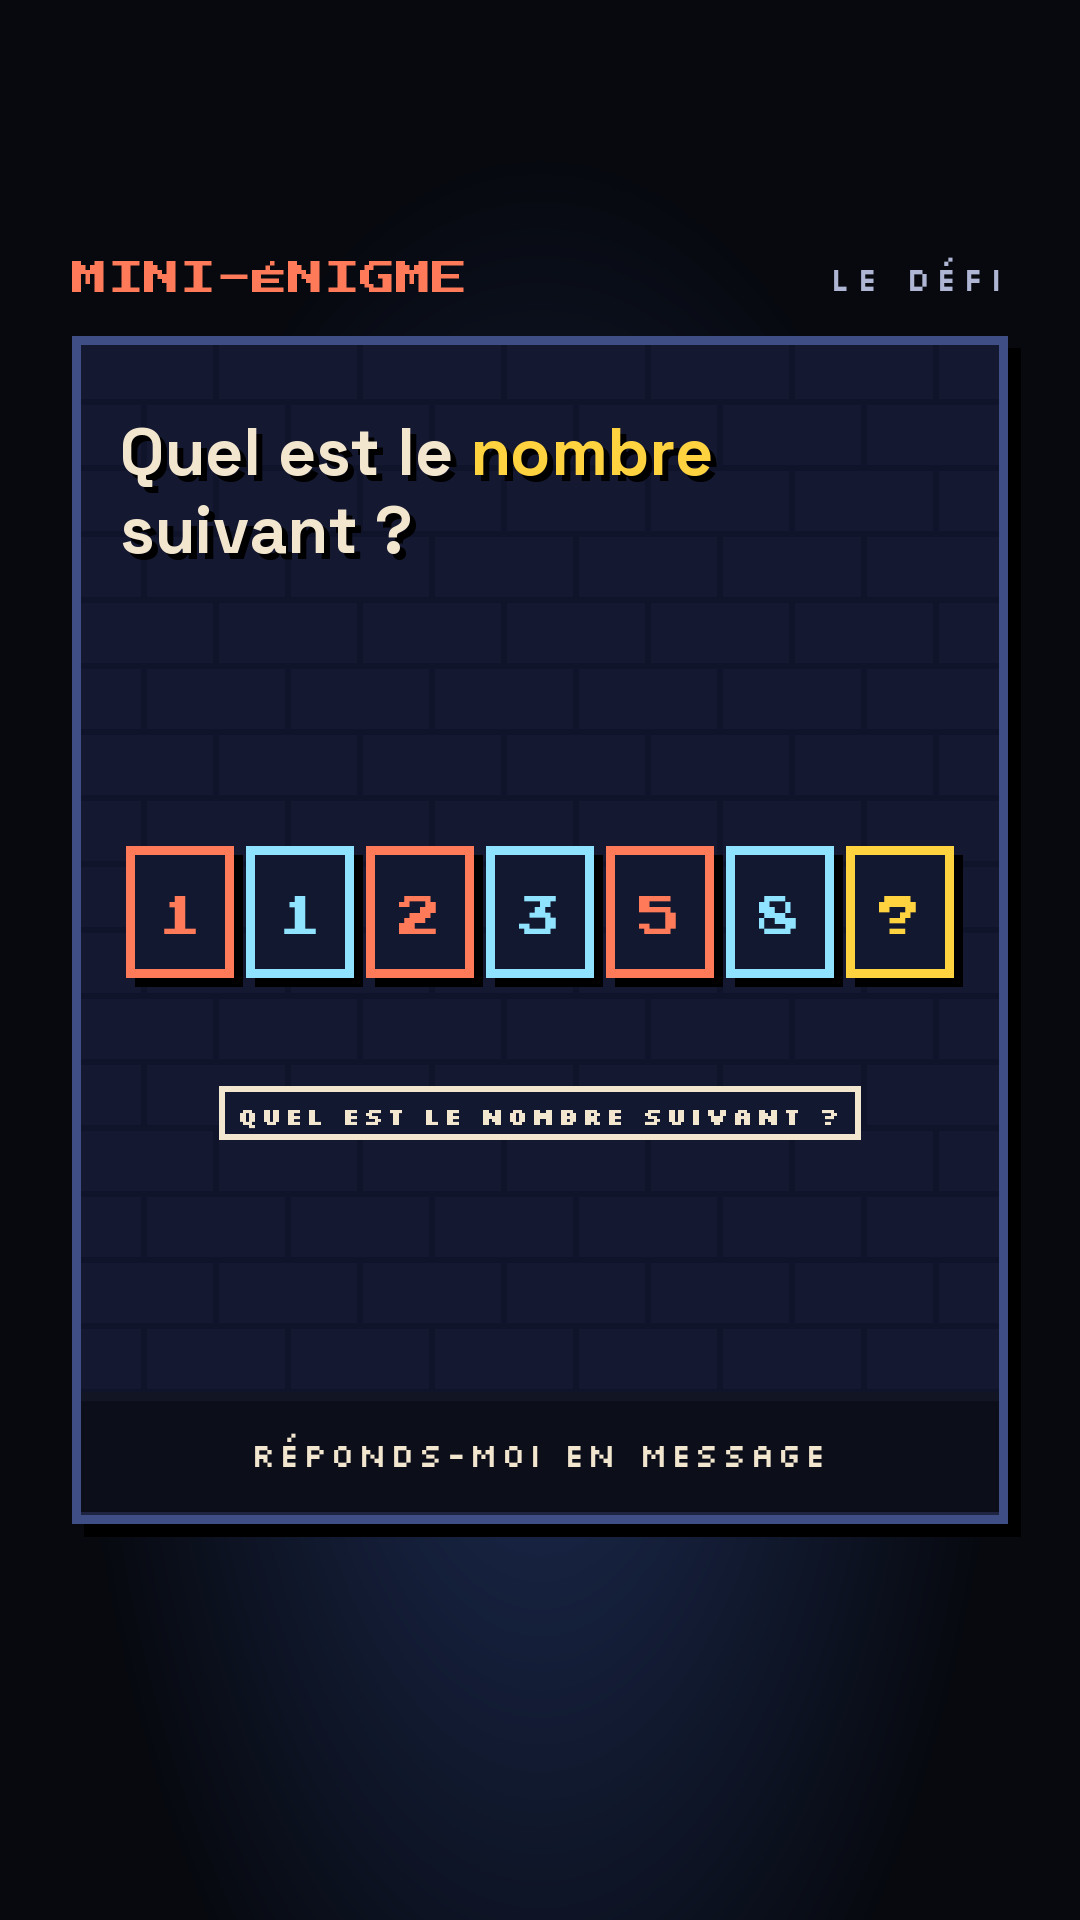 MINI-ÉNIGME
LE DÉFI
Quel est le nombre
suivant ?
1 1 2 3 5 8 ?
QUEL EST LE NOMBRE SUIVANT ?
RÉPONDS-MOI EN MESSAGE